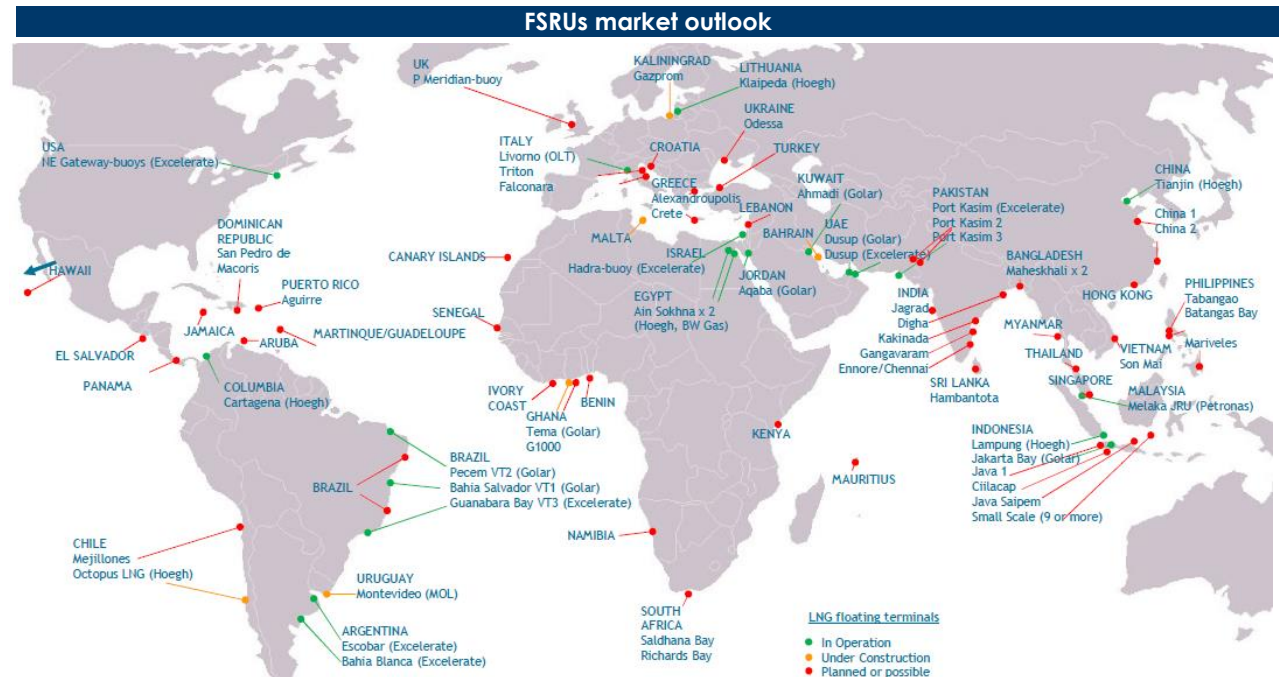 FSRUs market outlook
UK
P Meridian-buoy
KALININGRAD
Gazprom
LITHUANIA
Klaipeda (Hoegh)
UKRAINE
Odessa
USA
NE Gateway-buoys (Excelerate)
ITALY
Livorno (OLT)
Triton
Falconara
CROATIA
TURKEY
GREECE
Alexandroupolis
Crete
KUWAIT
Ahmadi (Golar)
PAKISTAN
Port Kasim (Excelerate)
Port Kasim 2
Port Kasim 3
CHINA
Tianjin (Hoegh)
China 1
China 2
LEBANON
BAHRAIN
UAE
Dusup (Golar)
Dusup (Excelerate)
MALTA
ISRAEL
Hadra-buoy (Excelerate)
JORDAN
Aqaba (Golar)
EGYPT
Ain Sokhna x 2
(Hoegh, BW Gas)
BANGLADESH
Maheskhali x 2
DOMINICAN
REPUBLIC
San Pedro de
Macoris
CANARY ISLANDS
HAWAII
PUERTO RICO
Aguirre
JAMAICA
ARUBA
MARTINQUE/GUADELOUPE
SENEGAL
EL SALVADOR
PANAMA
COLUMBIA
Cartagena (Hoegh)
INDIA
Jagrad
Digha
Kakinada
Gangavaram
Ennore/Chennai
HONG KONG
PHILIPPINES
Tabangao
Batangas Bay
Mariveles
MYANMAR
THAILAND
VIETNAM
Son Mai
SRI LANKA
Hambantota
SINGAPORE
MALAYSIA
Melaka JRU (Petronas)
IVORY
COAST
GHANA
Tema (Golar)
G1000
BENIN
KENYA
MAURITIUS
INDONESIA
Lampung (Hoegh)
Jakarta Bay (Golar)
Java 1
Ciilacap
Java Saipem
Small Scale (9 or more)
BRAZIL
Pecem VT2 (Golar)
Bahia Salvador VT1 (Golar)
Guanabara Bay VT3 (Excelerate)
BRAZIL
CHILE
Mejillones
Octopus LNG (Hoegh)
NAMIBIA
URUGUAY
Montevideo (MOL)
ARGENTINA
Escobar (Excelerate)
Bahia Blanca (Excelerate)
SOUTH
AFRICA
Saldhana Bay
Richards Bay
LNG floating terminals
In Operation
Under Construction
Planned or possible